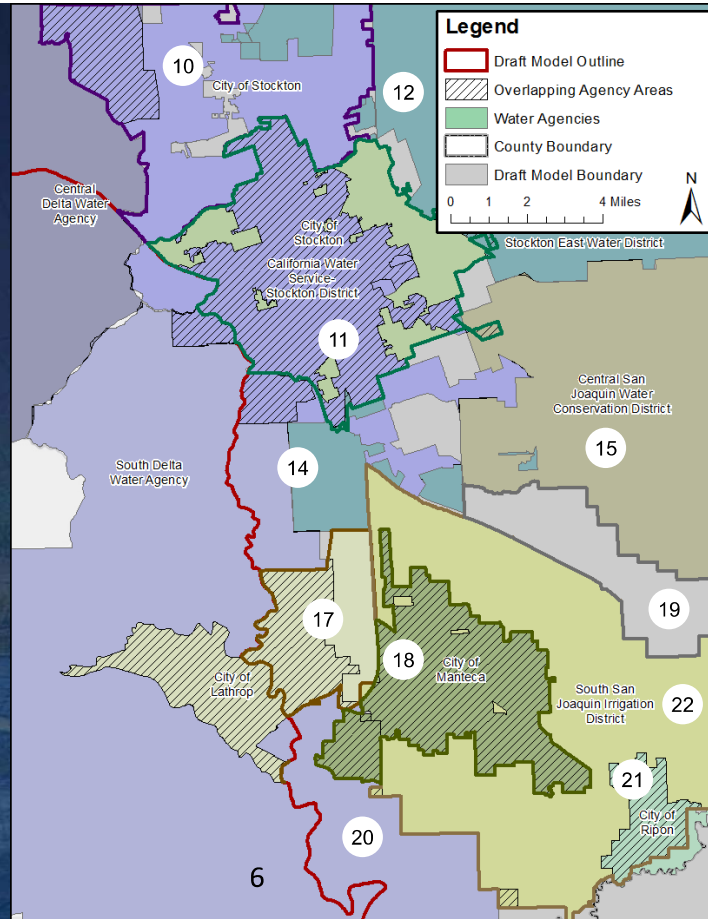 Legend
Draft Model Outline
Overlapping Agency Areas
Water Agencies
County Boundary
Draft Model Boundary
0 1 2 4 Miles
N
10
City of Stockton
12
Central
Delta Water
Agency
City of
Stockton
California Water
Service-
Stockton District
Stockton East Water District
11
Central San
Joaquin Water
Conservation District
15
South Delta
Water Agency
14
19
17
18
City of
Manteca
City of
Lathrop
South San
Joaquin Irrigation
District
22
21
City of
Ripon
20
6